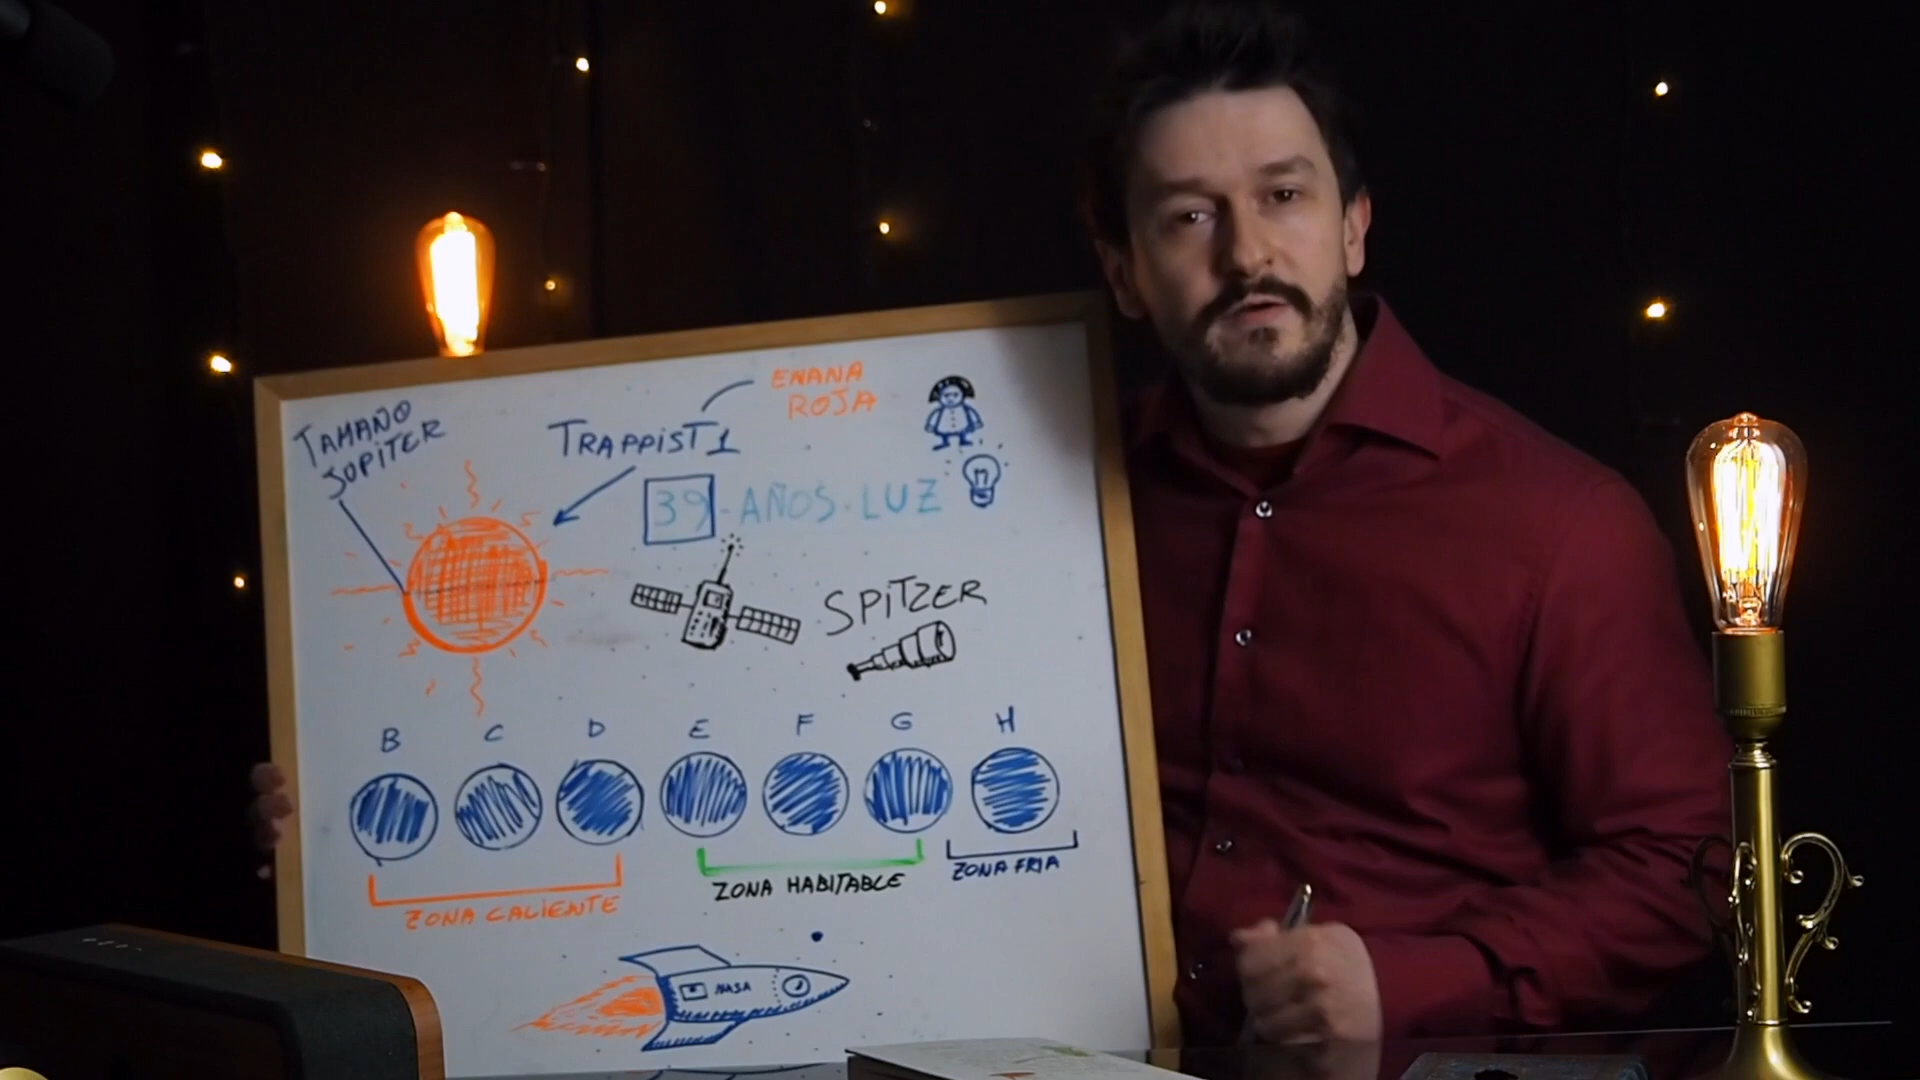 ENANA
ROJA
TAMAÑO
JUPITER
TRAPPIST 1
39 - AÑOS · LUZ
SPITZER
B C D E F G H
ZONA CALIENTE
ZONA HABITABLE
ZONA FRIA
NASA